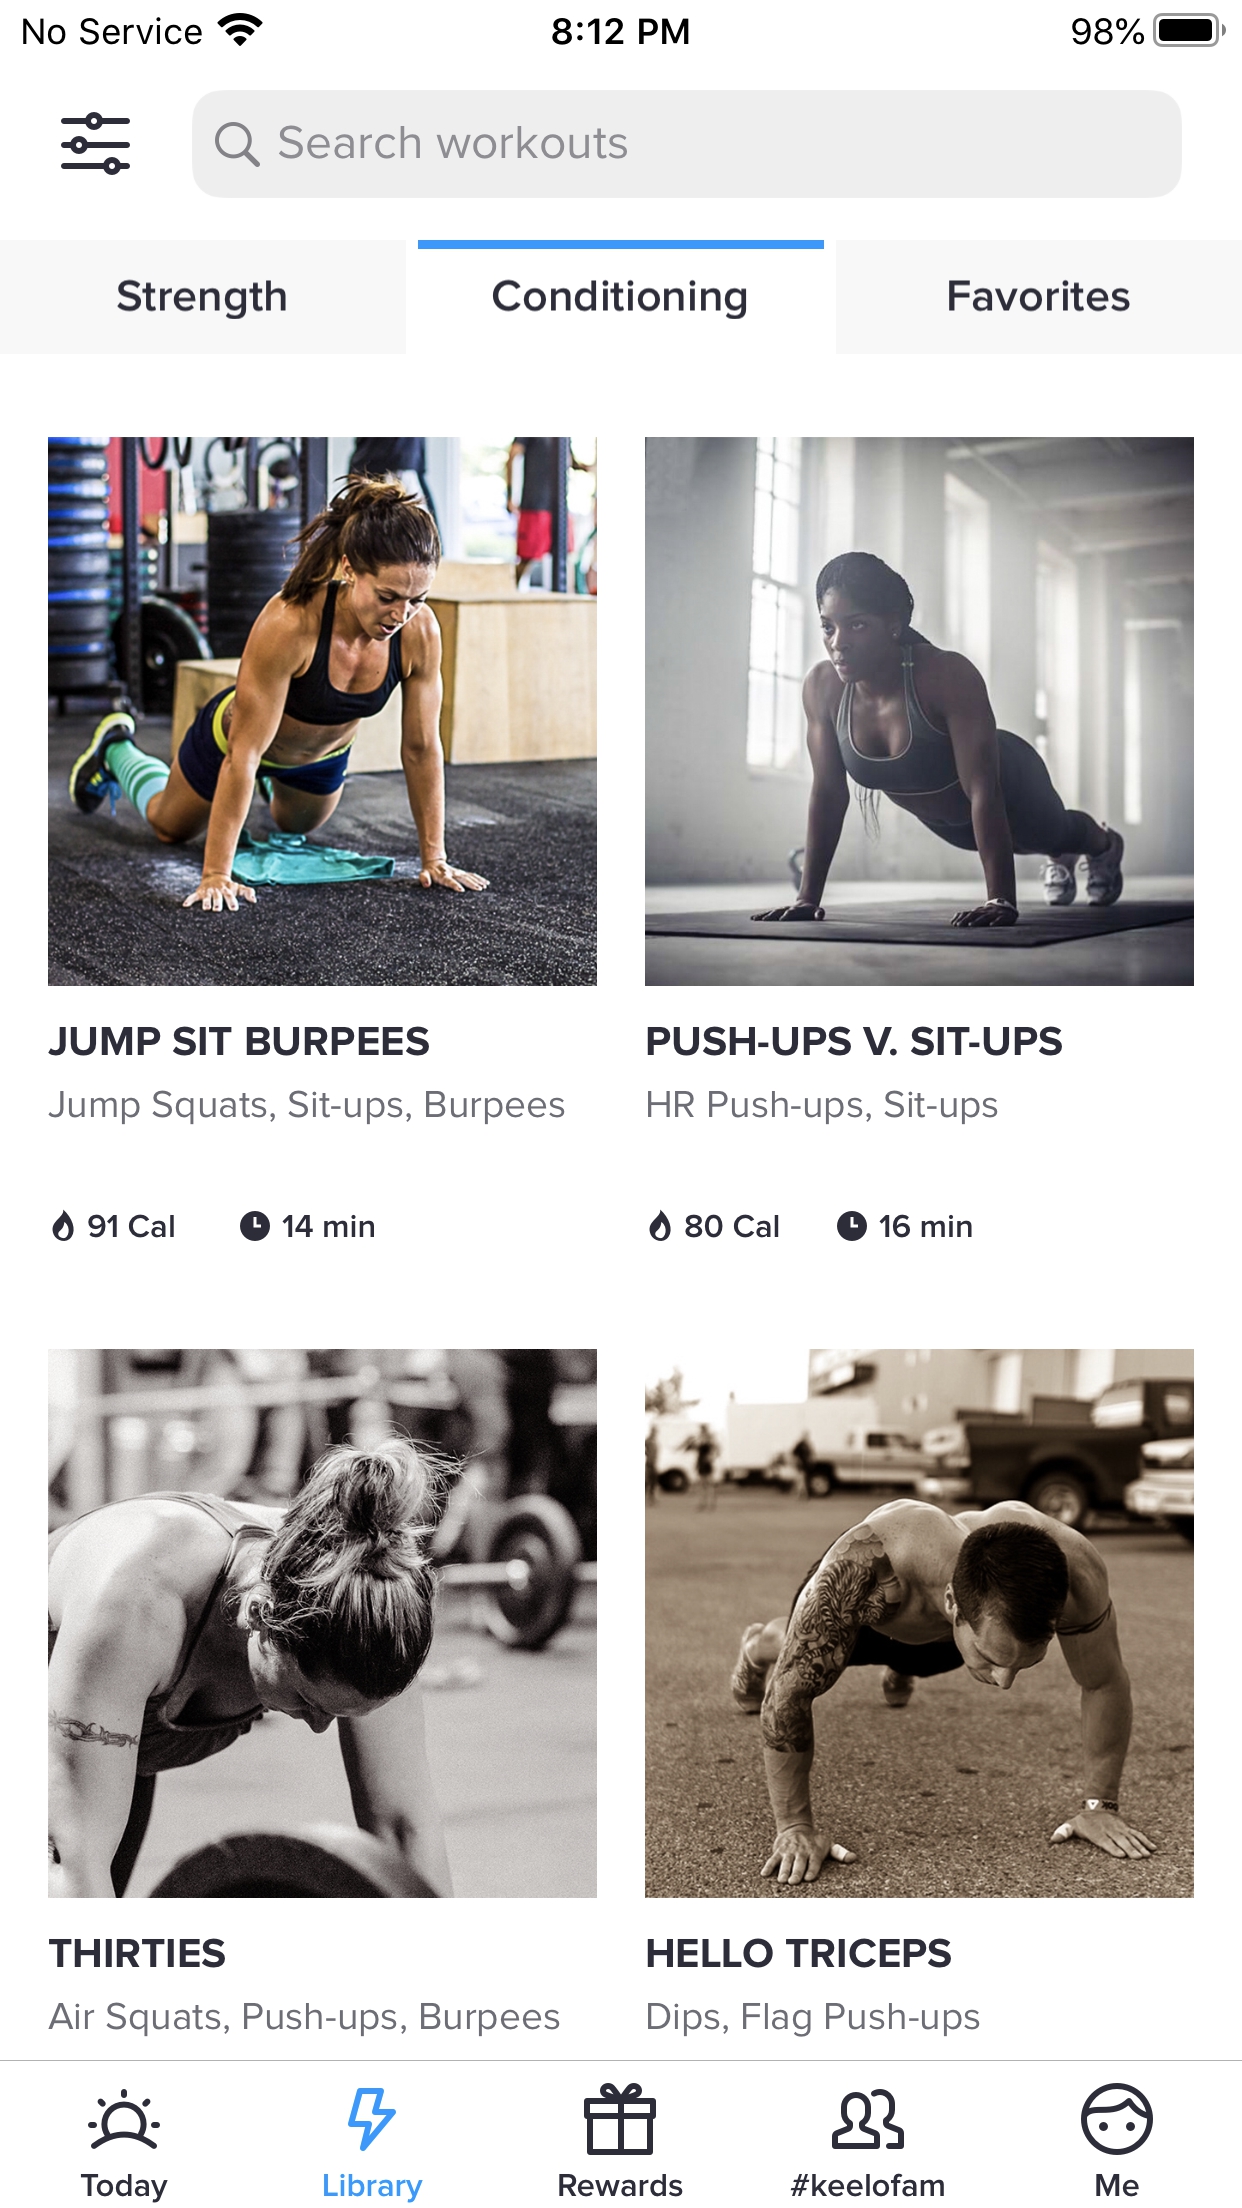 No Service 8:12 PM 98%
Search workouts
Strength Conditioning Favorites
JUMP SIT BURPEES
Jump Squats, Sit-ups, Burpees
91 Cal 14 min
PUSH-UPS V. SIT-UPS
HR Push-ups, Sit-ups
80 Cal 16 min
THIRTIES
Air Squats, Push-ups, Burpees
HELLO TRICEPS
Dips, Flag Push-ups
Today Library Rewards #keelofam Me